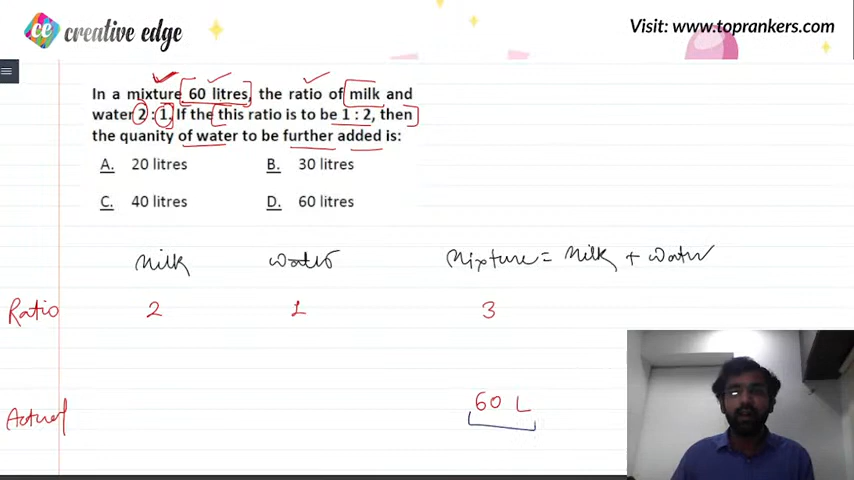 creative edge
Visit: www.toprankers.com
In a mixture 60 litres, the ratio of milk and
water 2 : 1. If the this ratio is to be 1 : 2, then
the quanity of water to be further added is:
A. 20 litres B. 30 litres
C. 40 litres D. 60 litres
Milk water Mixture = Milk + water
Ratio 2 1 3
Actual 60 L